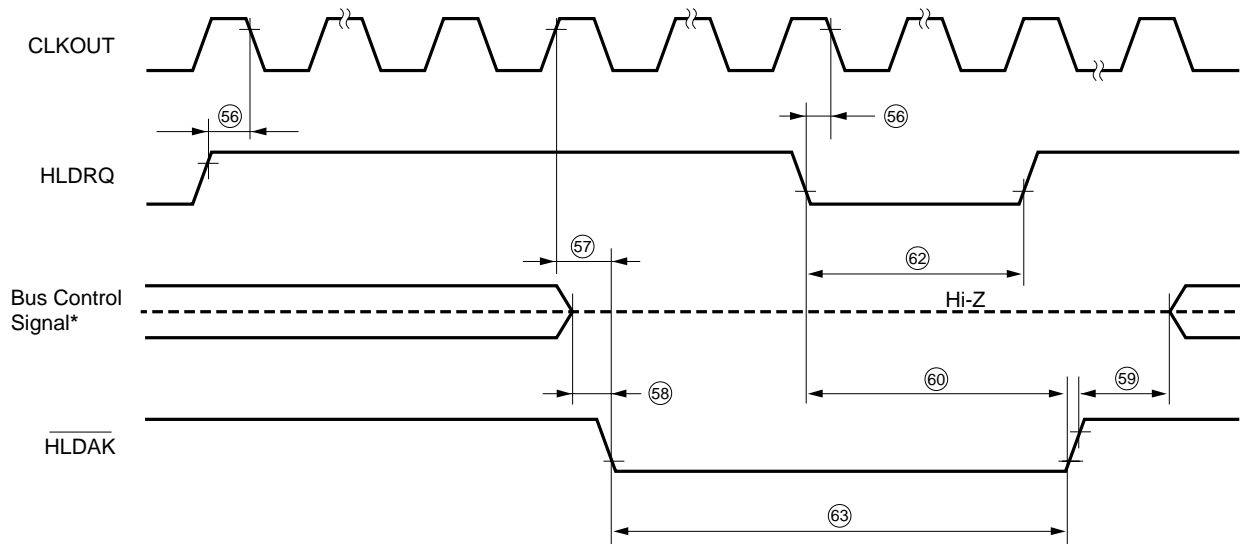 CLKOUT
56
56
HLDRQ
57
62
Bus Control
Signal*
Hi-Z
58
60
59
HLDAK
63